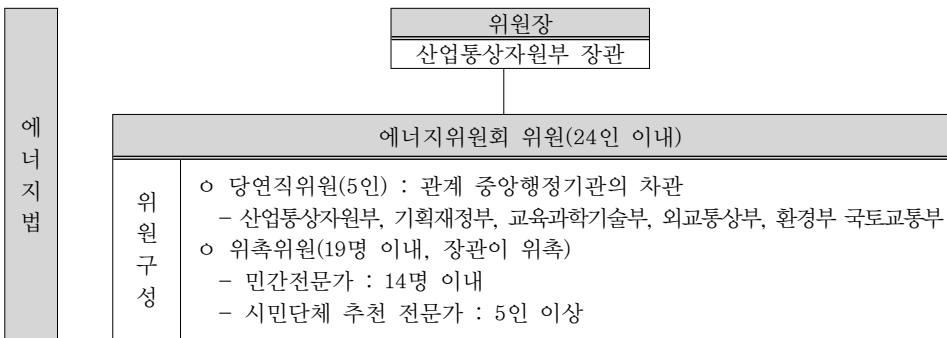 위원장
산업통상자원부 장관
에너지법
에너지위원회 위원(24인 이내)
위원구성
ㅇ 당연직위원(5인) : 관계 중앙행정기관의 차관
- 산업통상자원부, 기획재정부, 교육과학기술부, 외교통상부, 환경부 국토교통부
ㅇ 위촉위원(19명 이내, 장관이 위촉)
- 민간전문가 : 14명 이내
- 시민단체 추천 전문가 : 5인 이상